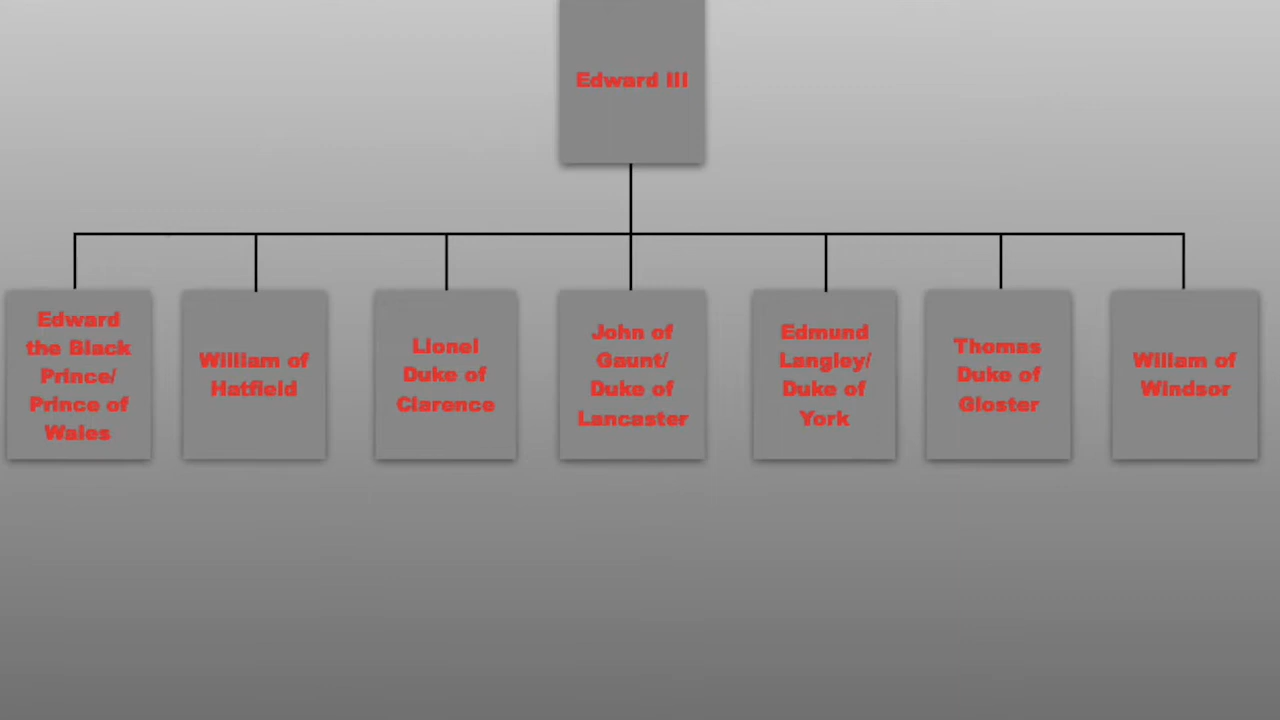 Edward III
Edward
the Black
Prince/
Prince of
Wales
William of
Hatfield
Lionel
Duke of
Clarence
John of
Gaunt/
Duke of
Lancaster
Edmund
Langley/
Duke of
York
Thomas
Duke of
Gloster
Willam of
Windsor